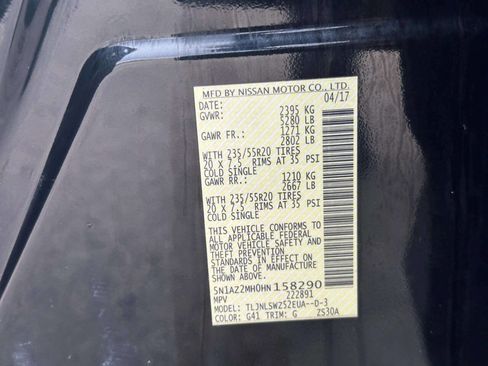 MFD BY NISSAN MOTOR CO., LTD.
DATE: 04/17
GVWR: 2395 KG
5280 LB
GAWR FR.: 1271 KG
2802 LB
WITH 235/55R20 TIRES
20 x 7.5 RIMS AT 35 PSI
COLD SINGLE
GAWR RR.: 1210 KG
2667 LB
WITH 235/55R20 TIRES
20 x 7.5 RIMS AT 35 PSI
COLD SINGLE
THIS VEHICLE CONFORMS TO
ALL APPLICABLE FEDERAL
MOTOR VEHICLE SAFETY AND
THEFT PREVENTION
STANDARDS IN EFFECT ON
THE DATE OF MANUFACTURE
SHOWN ABOVE.
5N1AZ2MH0HN158290
MPV 222891
MODEL: TLJNLSWZ52EUA--D-3
COLOR: G41 TRIM: G ZS30A